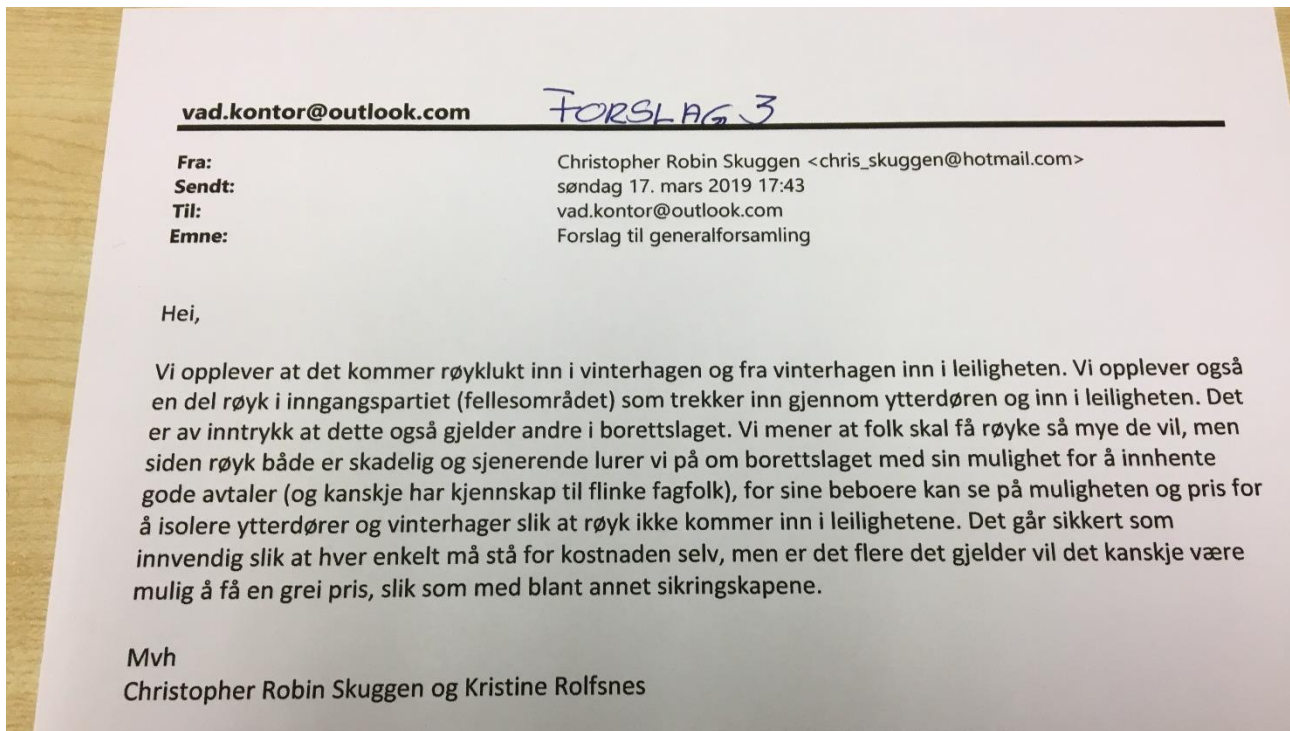 vad.kontor@outlook.com FORSLAG 3
Fra: Christopher Robin Skuggen <chris_skuggen@hotmail.com>
Sendt: søndag 17. mars 2019 17:43
Til: vad.kontor@outlook.com
Emne: Forslag til generalforsamling
Hei,
Vi opplever at det kommer røyklukt inn i vinterhagen og fra vinterhagen inn i leiligheten. Vi opplever også
en del røyk i inngangspartiet (fellesområdet) som trekker inn gjennom ytterdøren og inn i leiligheten. Det
er av inntrykk at dette også gjelder andre i borettslaget. Vi mener at folk skal få røyke så mye de vil, men
siden røyk både er skadelig og sjenerende lurer vi på om borettslaget med sin mulighet for å innhente
gode avtaler (og kanskje har kjennskap til flinke fagfolk), for sine beboere kan se på muligheten og pris for
å isolere ytterdører og vinterhager slik at røyk ikke kommer inn i leilighetene. Det går sikkert som
innvendig slik at hver enkelt må stå for kostnaden selv, men er det flere det gjelder vil det kanskje være
mulig å få en grei pris, slik som med blant annet sikringskapene.
Mvh
Christopher Robin Skuggen og Kristine Rolfsnes